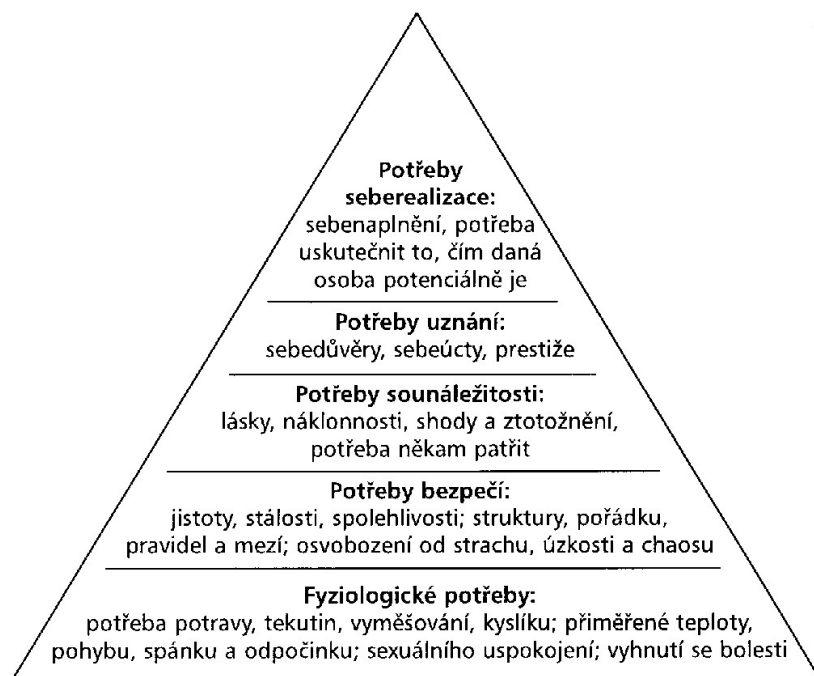 Potřeby
seberealizace:
sebenaplnění, potřeba
uskutečnit to, čím daná
osoba potenciálně je
Potřeby uznání:
sebedůvěry, sebeúcty, prestiže
Potřeby sounáležitosti:
lásky, náklonnosti, shody a ztotožnění,
potřeba někam patřit
Potřeby bezpečí:
jistoty, stálosti, spolehlivosti; struktury, pořádku,
pravidel a mezí; osvobození od strachu, úzkosti a chaosu
Fyziologické potřeby:
potřeba potravy, tekutin, vyměšování, kyslíku; přiměřené teploty,
pohybu, spánku a odpočinku; sexuálního uspokojení; vyhnutí se bolesti